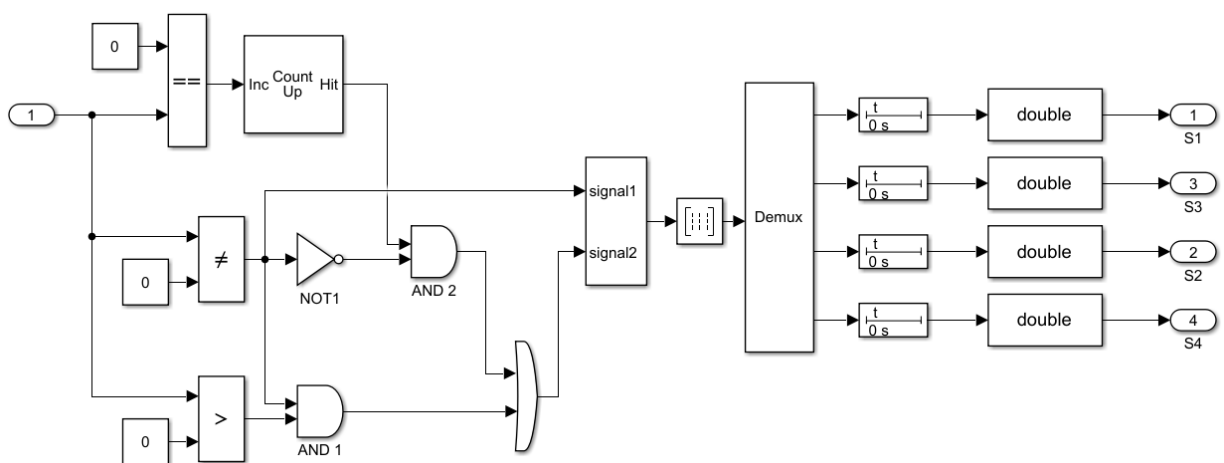 0
==
Inc Count Up Hit
1
≠
0
NOT1
AND 2
>
0
AND 1
signal1
signal2
Demux
t
0 s
double
1
S1
t
0 s
double
3
S3
t
0 s
double
2
S2
t
0 s
double
4
S4